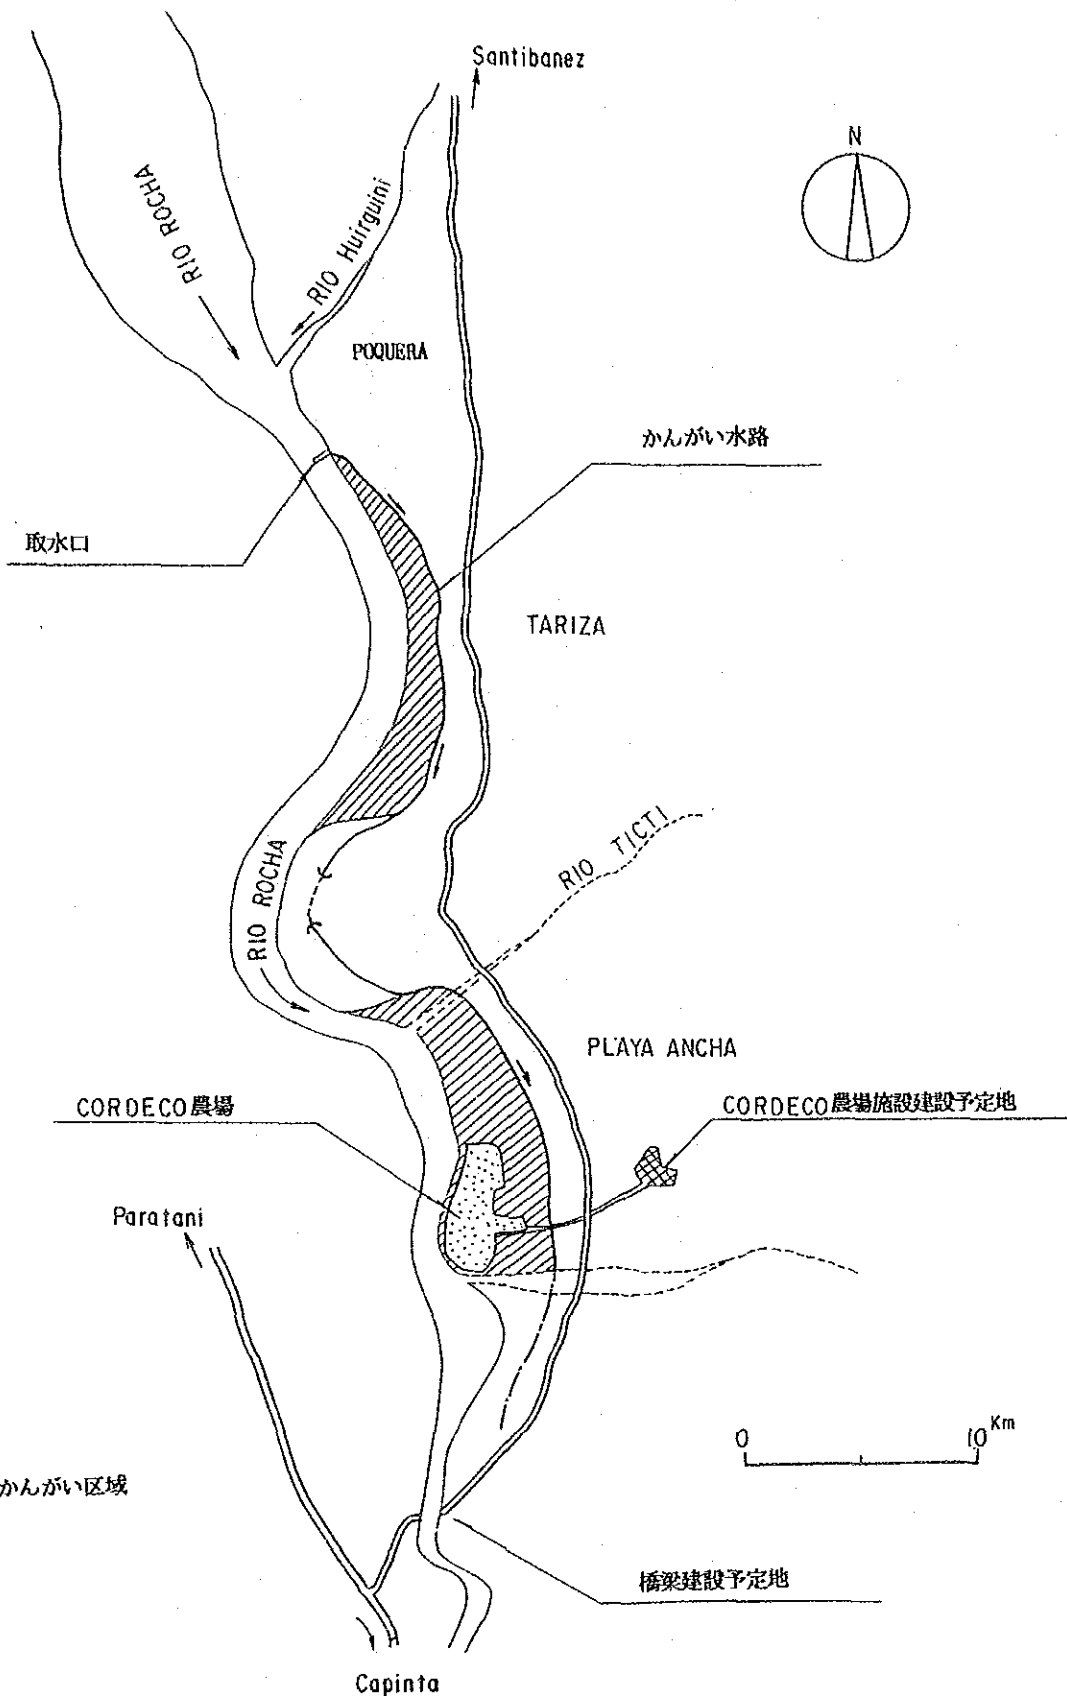 Santibanez
N
RIO ROCHA
RIO Huirquini
POQUERA
かんがい水路
取水口
TARIZA
RIO TICTI
RIO ROCHA
PLAYA ANCHA
CORDECO農場
CORDECO農場施設建設予定地
Paratani
0 10 Km
かんがい区域
橋梁建設予定地
Capinta